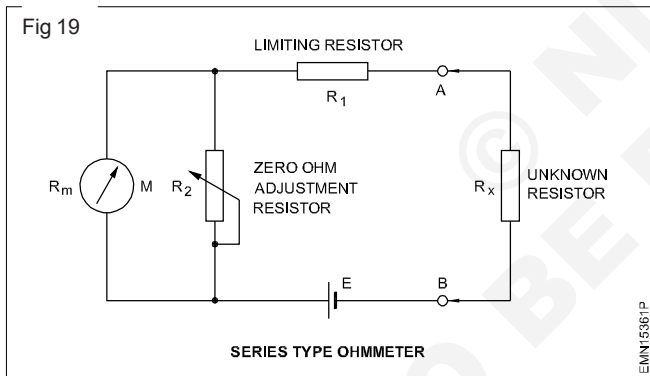 Fig 19
LIMITING RESISTOR
R1
A
Rm
M
R2
ZERO OHM
ADJUSTMENT
RESISTOR
Rx
UNKNOWN
RESISTOR
E
B
SERIES TYPE OHMMETER
EMN15361P